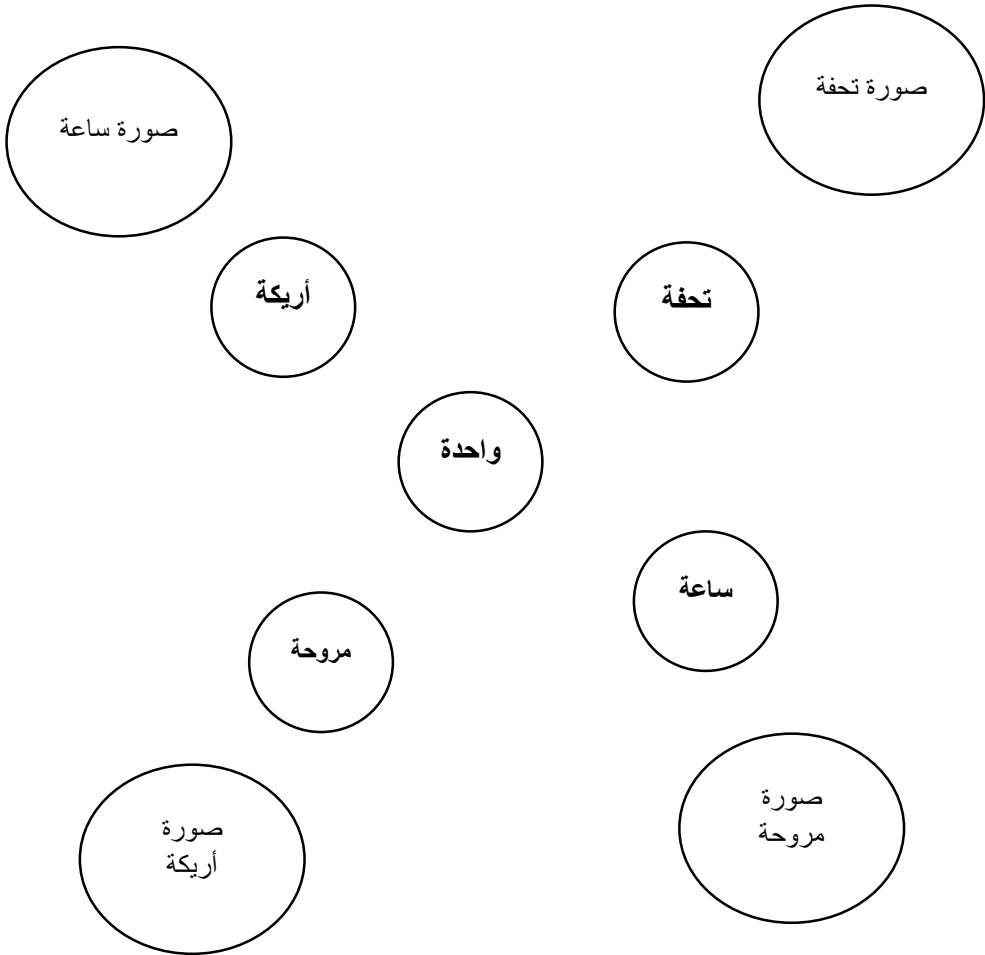 صورة تحفة
صورة ساعة
تحفة
أريكة
واحدة
ساعة
مروحة
صورة
مروحة
صورة
أريكة